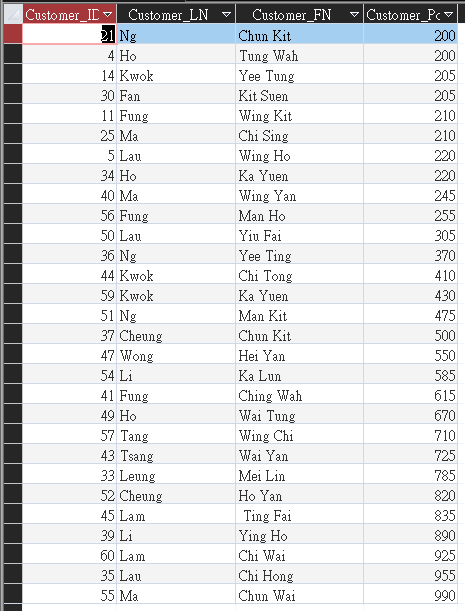 Customer_ID Customer_LN Customer_FN Customer_Po
21 Ng Chun Kit 200
4 Ho Tung Wah 200
14 Kwok Yee Tung 205
30 Fan Kit Suen 205
11 Fung Wing Kit 210
25 Ma Chi Sing 210
5 Lau Wing Ho 220
34 Ho Ka Yuen 220
40 Ma Wing Yan 245
56 Fung Man Ho 255
50 Lau Yiu Fai 305
36 Ng Yee Ting 370
44 Kwok Chi Tong 410
59 Kwok Ka Yuen 430
51 Ng Man Kit 475
37 Cheung Chun Kit 500
47 Wong Hei Yan 550
54 Li Ka Lun 585
41 Fung Ching Wah 615
49 Ho Wai Tung 670
57 Tang Wing Chi 710
43 Tsang Wai Yan 725
33 Leung Mei Lin 785
52 Cheung Ho Yan 820
45 Lam Ting Fai 835
39 Li Ying Ho 890
60 Lam Chi Wai 925
35 Lau Chi Hong 955
55 Ma Chun Wai 990